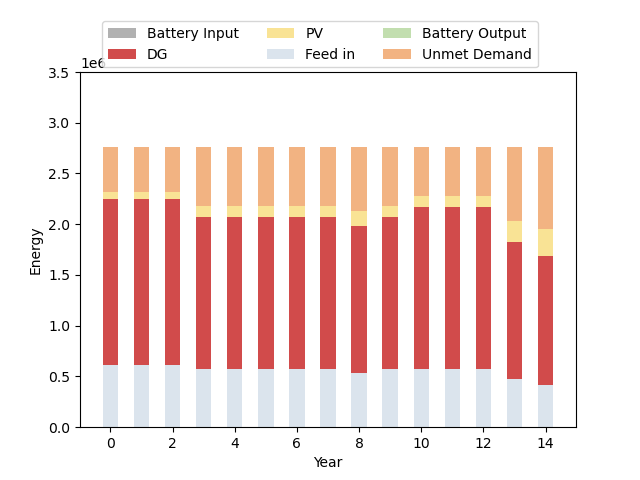 Battery Input PV Battery Output
DG Feed in Unmet Demand
1e6
3.5
3.0
2.5
2.0
1.5
1.0
0.5
0.0
Energy
0 2 4 6 8 10 12 14
Year